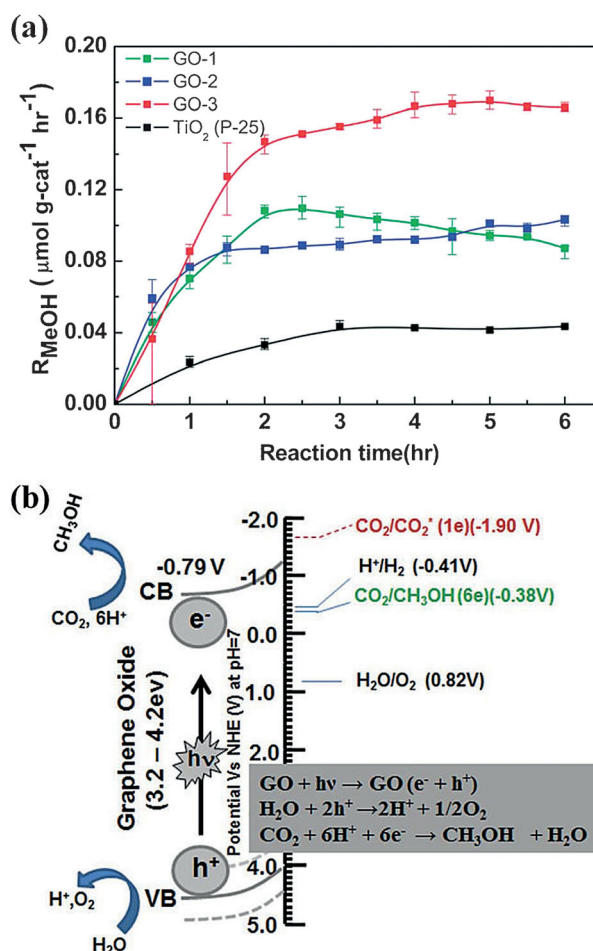 (a)
GO-1
GO-2
GO-3
TiO₂ (P-25)
0.20
0.16
0.12
0.08
0.04
0.00
R_MeOH ( μmol g-cat⁻¹ hr⁻¹)
0 1 2 3 4 5 6
Reaction time(hr)
(b)
CH₃OH
CO₂, 6H⁺
-0.79 V
CB
e⁻
Graphene Oxide
(3.2 – 4.2ev)
hν
h⁺
VB
H⁺,O₂
H₂O
Potential Vs NHE (V) at pH=7
-2.0
-1.0
0.0
1.0
2.0
4.0
5.0
CO₂/CO₂* (1e)(-1.90 V)
H⁺/H₂ (-0.41V)
CO₂/CH₃OH (6e)(-0.38V)
H₂O/O₂ (0.82V)
GO + hν → GO (e⁻ + h⁺)
H₂O + 2h⁺ →2H⁺ + 1/2O₂
CO₂ + 6H⁺ + 6e⁻ → CH₃OH + H₂O